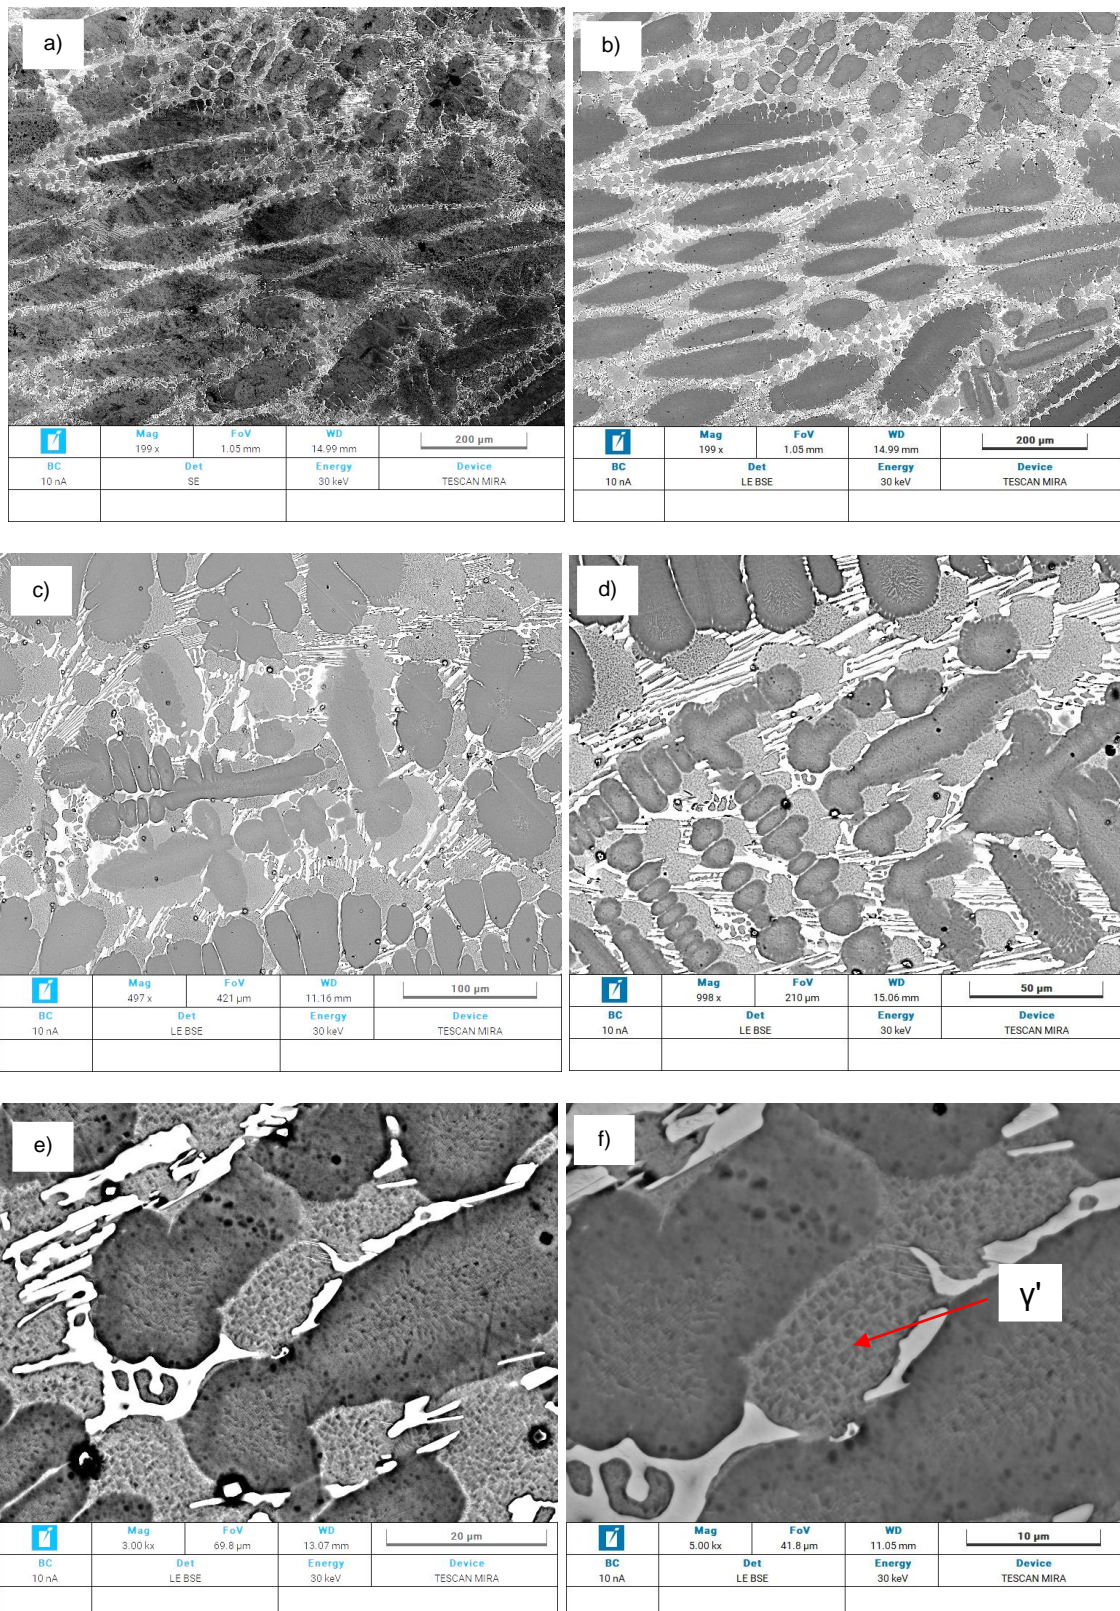 a)
Mag FoV WD
199 x 1.05 mm 14.99 mm 200 µm
BC Det Energy Device
10 nA SE 30 keV TESCAN MIRA
b)
Mag FoV WD
199 x 1.05 mm 14.99 mm 200 µm
BC Det Energy Device
10 nA LE BSE 30 keV TESCAN MIRA
c)
Mag FoV WD
497 x 421 µm 11.16 mm 100 µm
BC Det Energy Device
10 nA LE BSE 30 keV TESCAN MIRA
d)
Mag FoV WD
998 x 210 µm 15.06 mm 50 µm
BC Det Energy Device
10 nA LE BSE 30 keV TESCAN MIRA
e)
Mag FoV WD
3.00 kx 69.8 µm 13.07 mm 20 µm
BC Det Energy Device
10 nA LE BSE 30 keV TESCAN MIRA
f)
γ'
Mag FoV WD
5.00 kx 41.8 µm 11.05 mm 10 µm
BC Det Energy Device
10 nA LE BSE 30 keV TESCAN MIRA